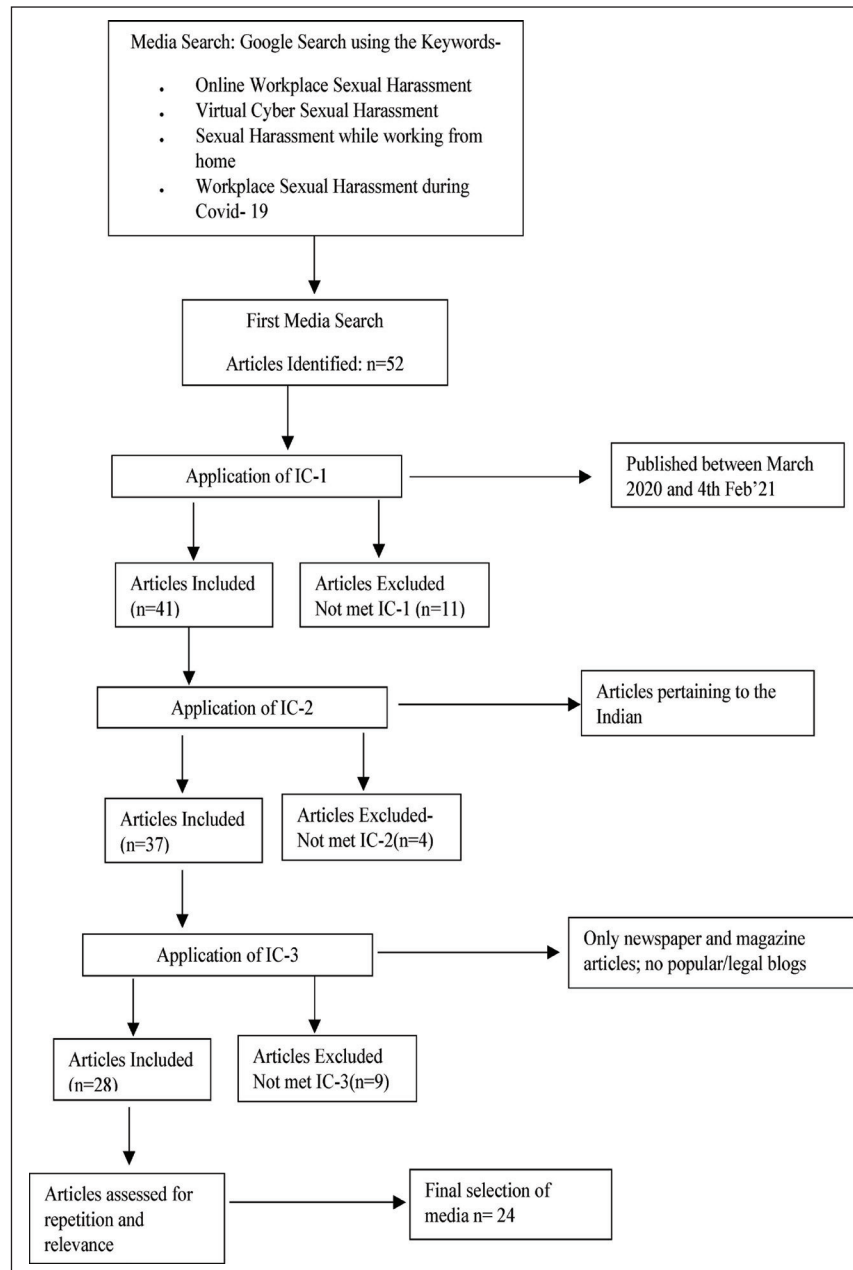 Media Search: Google Search using the Keywords-
• Online Workplace Sexual Harassment
• Virtual Cyber Sexual Harassment
• Sexual Harassment while working from
home
• Workplace Sexual Harassment during
Covid- 19
First Media Search
Articles Identified: n=52
Application of IC-1
Published between March
2020 and 4th Feb’21
Articles Included
(n=41)
Articles Excluded
Not met IC-1 (n=11)
Application of IC-2
Articles pertaining to the
Indian
Articles Included
(n=37)
Articles Excluded-
Not met IC-2(n=4)
Application of IC-3
Only newspaper and magazine
articles; no popular/legal blogs
Articles Included
(n=28)
Articles Excluded
Not met IC-3(n=9)
Articles assessed for
repetition and
relevance
Final selection of
media n= 24